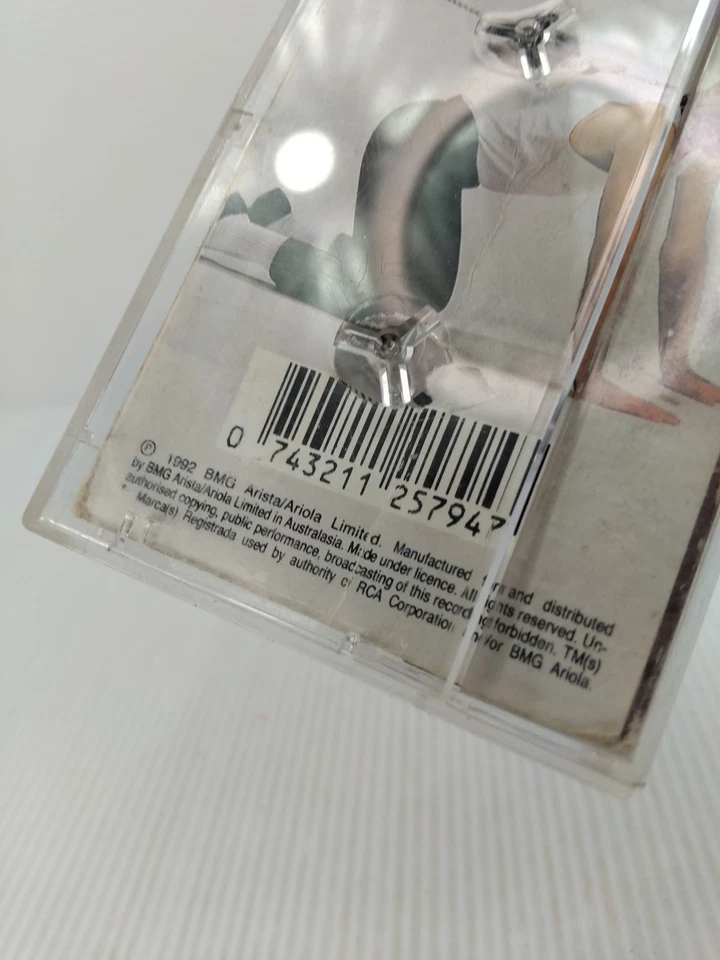 0 743211 257947
℗ 1992 BMG Arista/Ariola Limited. Manufactured and distributed
by BMG Arista/Ariola Limited in Australasia. Made under licence. All rights reserved. Un-
authorised copying, public performance, broadcasting of this recording forbidden. TM(s)
* Marca(s) Registrada used by authority of RCA Corporation and/or BMG Ariola.